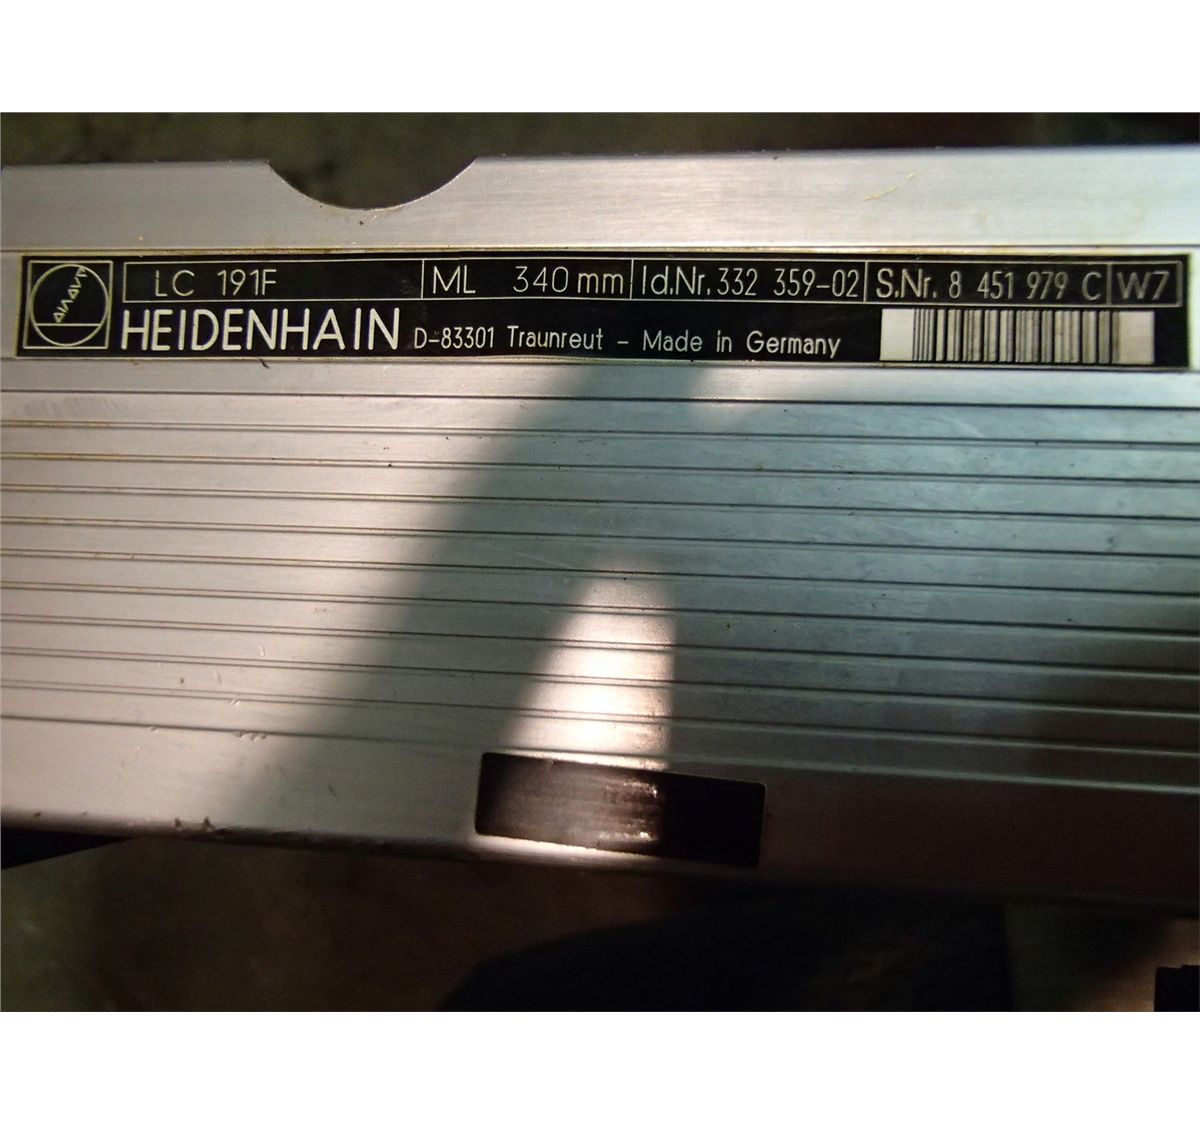 LC 191F ML 340 mm Id.Nr. 332 359-02 S.Nr. 8 451 979 C W7
HEIDENHAIN D-83301 Traunreut - Made in Germany